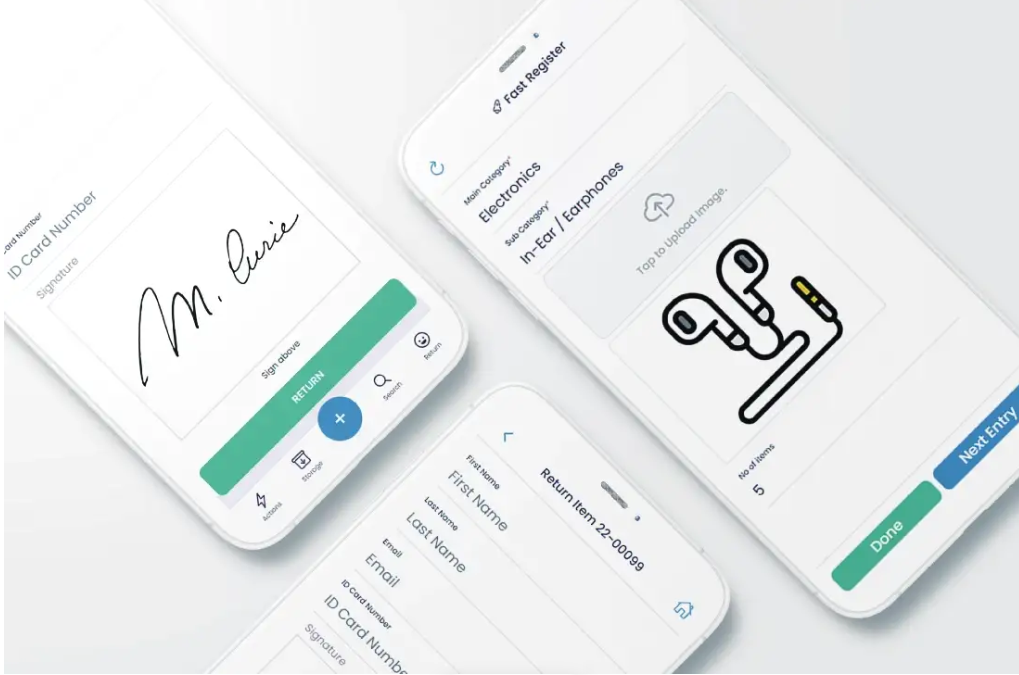 Card Number
ID Card Number
Signature
M. Curie
Sign above
RETURN
+
Actions
Storage
Search
Return
Fast Register
Main Category*
Electronics
Sub Category*
In-Ear / Earphones
Tap to Upload Image.
No of items
5
Next Entry
Done
Return Item 22-00099
First Name
First Name
Last Name
Last Name
Email
Email
ID Card Number
ID Card Numbe
Signature